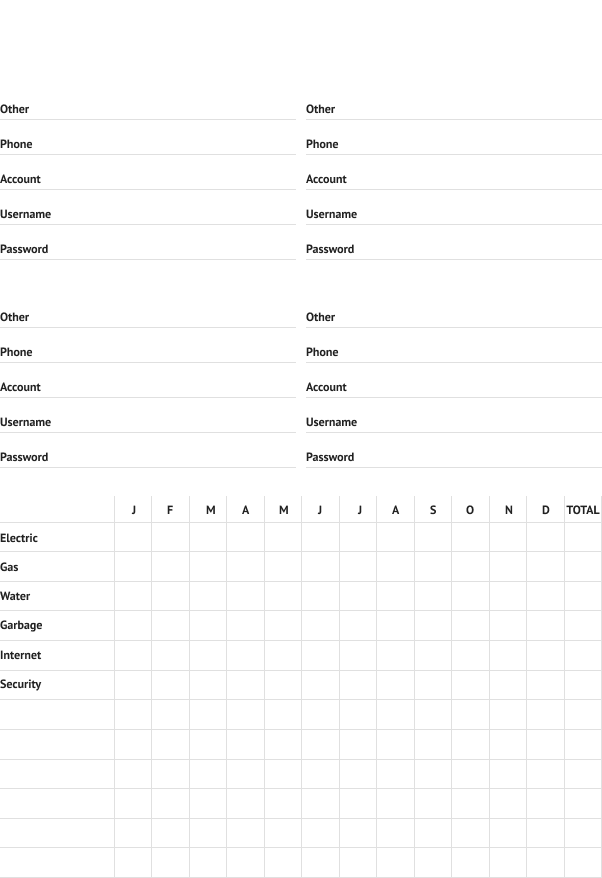 Other Other
Phone Phone
Account Account
Username Username
Password Password
Other Other
Phone Phone
Account Account
Username Username
Password Password
J F M A M J J A S O N D TOTAL
Electric
Gas
Water
Garbage
Internet
Security